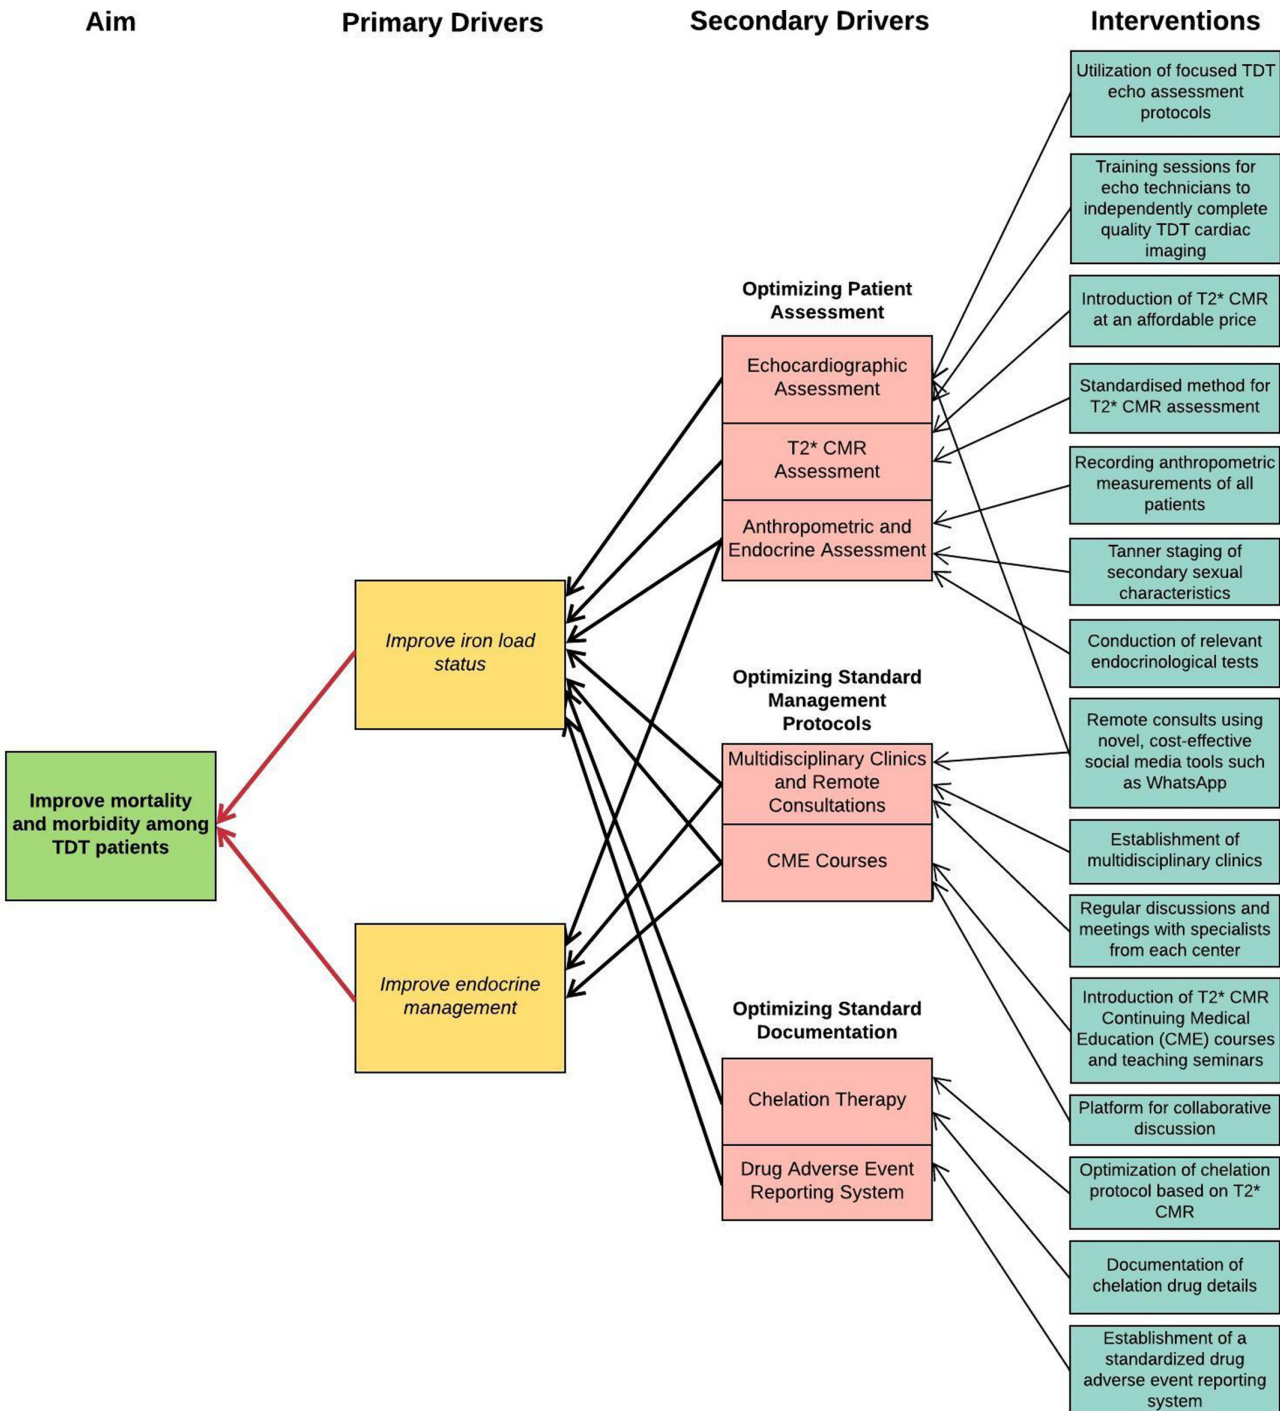 Aim
Primary Drivers
Secondary Drivers
Interventions
Improve mortality
and morbidity among
TDT patients
Improve iron load
status
Improve endocrine
management
Optimizing Patient
Assessment
Echocardiographic
Assessment
T2* CMR
Assessment
Anthropometric and
Endocrine Assessment
Optimizing Standard
Management
Protocols
Multidisciplinary Clinics
and Remote
Consultations
CME Courses
Optimizing Standard
Documentation
Chelation Therapy
Drug Adverse Event
Reporting System
Utilization of focused TDT
echo assessment
protocols
Training sessions for
echo technicians to
independently complete
quality TDT cardiac
imaging
Introduction of T2* CMR
at an affordable price
Standardised method for
T2* CMR assessment
Recording anthropometric
measurements of all
patients
Tanner staging of
secondary sexual
characteristics
Conduction of relevant
endocrinological tests
Remote consults using
novel, cost-effective
social media tools such
as WhatsApp
Establishment of
multidisciplinary clinics
Regular discussions and
meetings with specialists
from each center
Introduction of T2* CMR
Continuing Medical
Education (CME) courses
and teaching seminars
Platform for collaborative
discussion
Optimization of chelation
protocol based on T2*
CMR
Documentation of
chelation drug details
Establishment of a
standardized drug
adverse event reporting
system